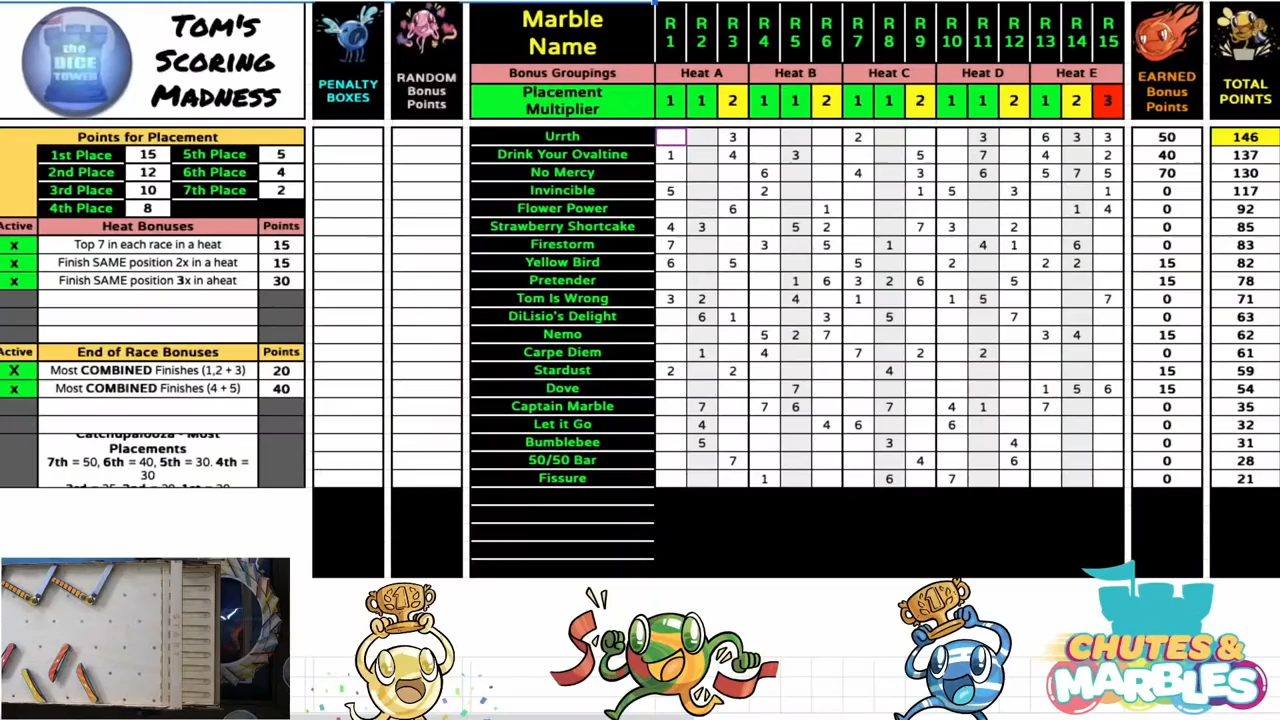 the
DICE
TOWER
Tom's
Scoring
Madness
PENALTY
BOXES
RANDOM
Bonus
Points
Marble
Name
R 1 R 2 R 3 R 4 R 5 R 6 R 7 R 8 R 9 R 10 R 11 R 12 R 13 R 14 R 15
Bonus Groupings Heat A Heat B Heat C Heat D Heat E
Placement
Multiplier
1 1 2 1 1 2 1 1 2 1 1 2 1 2 3
EARNED
Bonus
Points
TOTAL
POINTS
Points for Placement
1st Place 15 5th Place 5
2nd Place 12 6th Place 4
3rd Place 10 7th Place 2
4th Place 8
Active Heat Bonuses Points
x Top 7 in each race in a heat 15
x Finish SAME position 2x in a heat 15
x Finish SAME position 3x in aheat 30
Active End of Race Bonuses Points
X Most COMBINED Finishes (1,2 + 3) 20
x Most COMBINED Finishes (4 + 5) 40
Catchupalooza - Most
Placements
7th = 50, 6th = 40, 5th = 30. 4th =
30
Urrth 3 2 3 6 3 3 50 146
Drink Your Ovaltine 1 4 3 5 7 4 2 40 137
No Mercy 6 4 3 6 5 7 5 70 130
Invincible 5 2 1 5 3 1 0 117
Flower Power 6 1 1 4 0 92
Strawberry Shortcake 4 3 5 2 7 3 2 0 85
Firestorm 7 3 5 1 4 1 6 0 83
Yellow Bird 6 5 5 2 2 2 15 82
Pretender 1 6 3 2 6 5 15 78
Tom Is Wrong 3 2 4 1 1 5 7 0 71
DiLisio's Delight 6 1 3 5 7 0 63
Nemo 5 2 7 3 4 15 62
Carpe Diem 1 4 7 2 2 0 61
Stardust 2 2 4 15 59
Dove 7 1 5 6 15 54
Captain Marble 7 7 6 7 4 1 7 0 35
Let it Go 4 4 6 6 0 32
Bumblebee 5 3 4 0 31
50/50 Bar 7 4 6 0 28
Fissure 1 6 7 0 21
START
1
1
CHUTES &
MARBLES